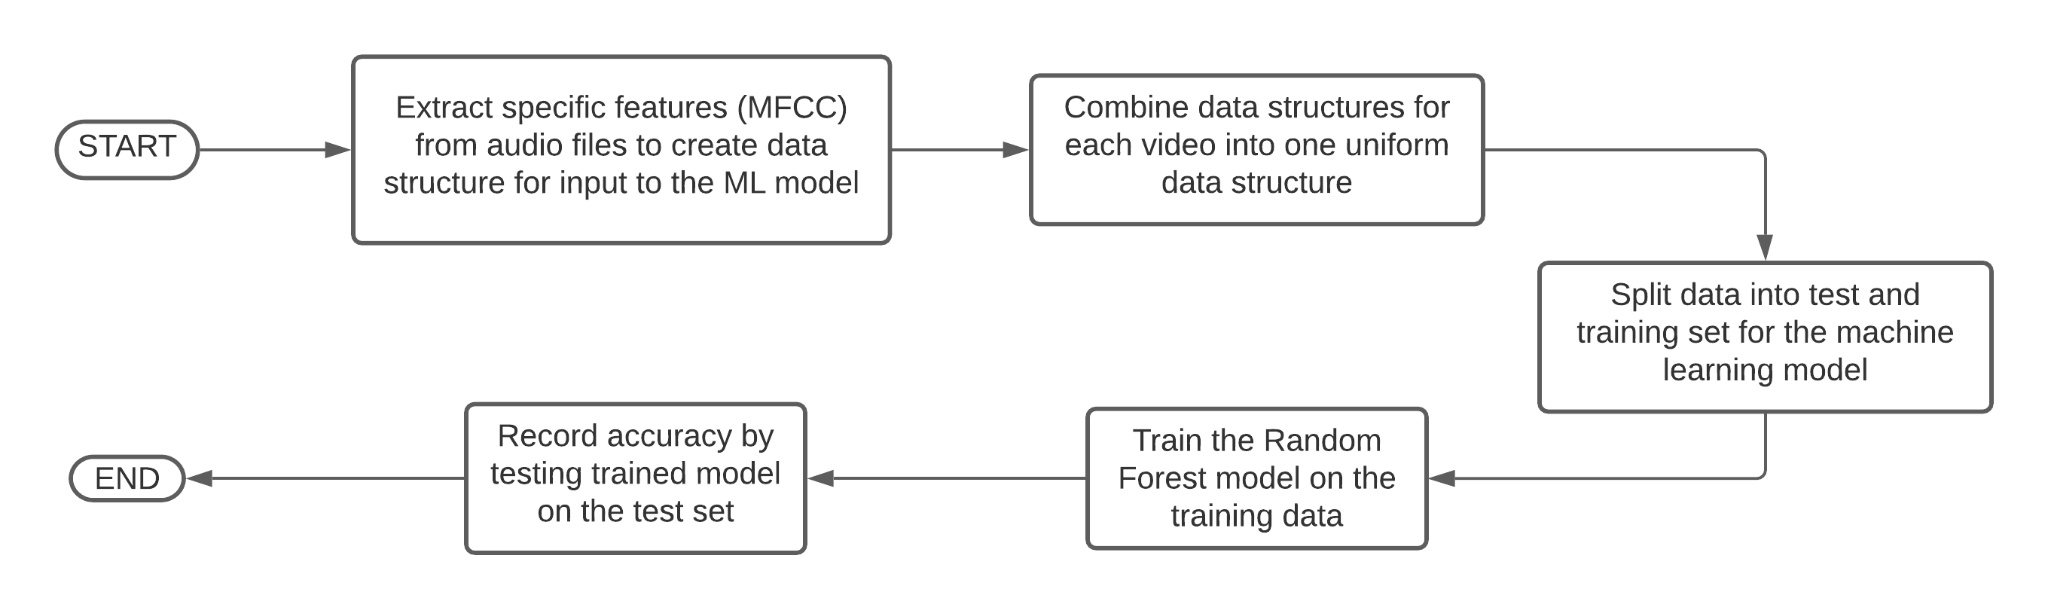 START
Extract specific features (MFCC)
from audio files to create data
structure for input to the ML model
Combine data structures for
each video into one uniform
data structure
Split data into test and
training set for the machine
learning model
Train the Random
Forest model on the
training data
Record accuracy by
testing trained model
on the test set
END